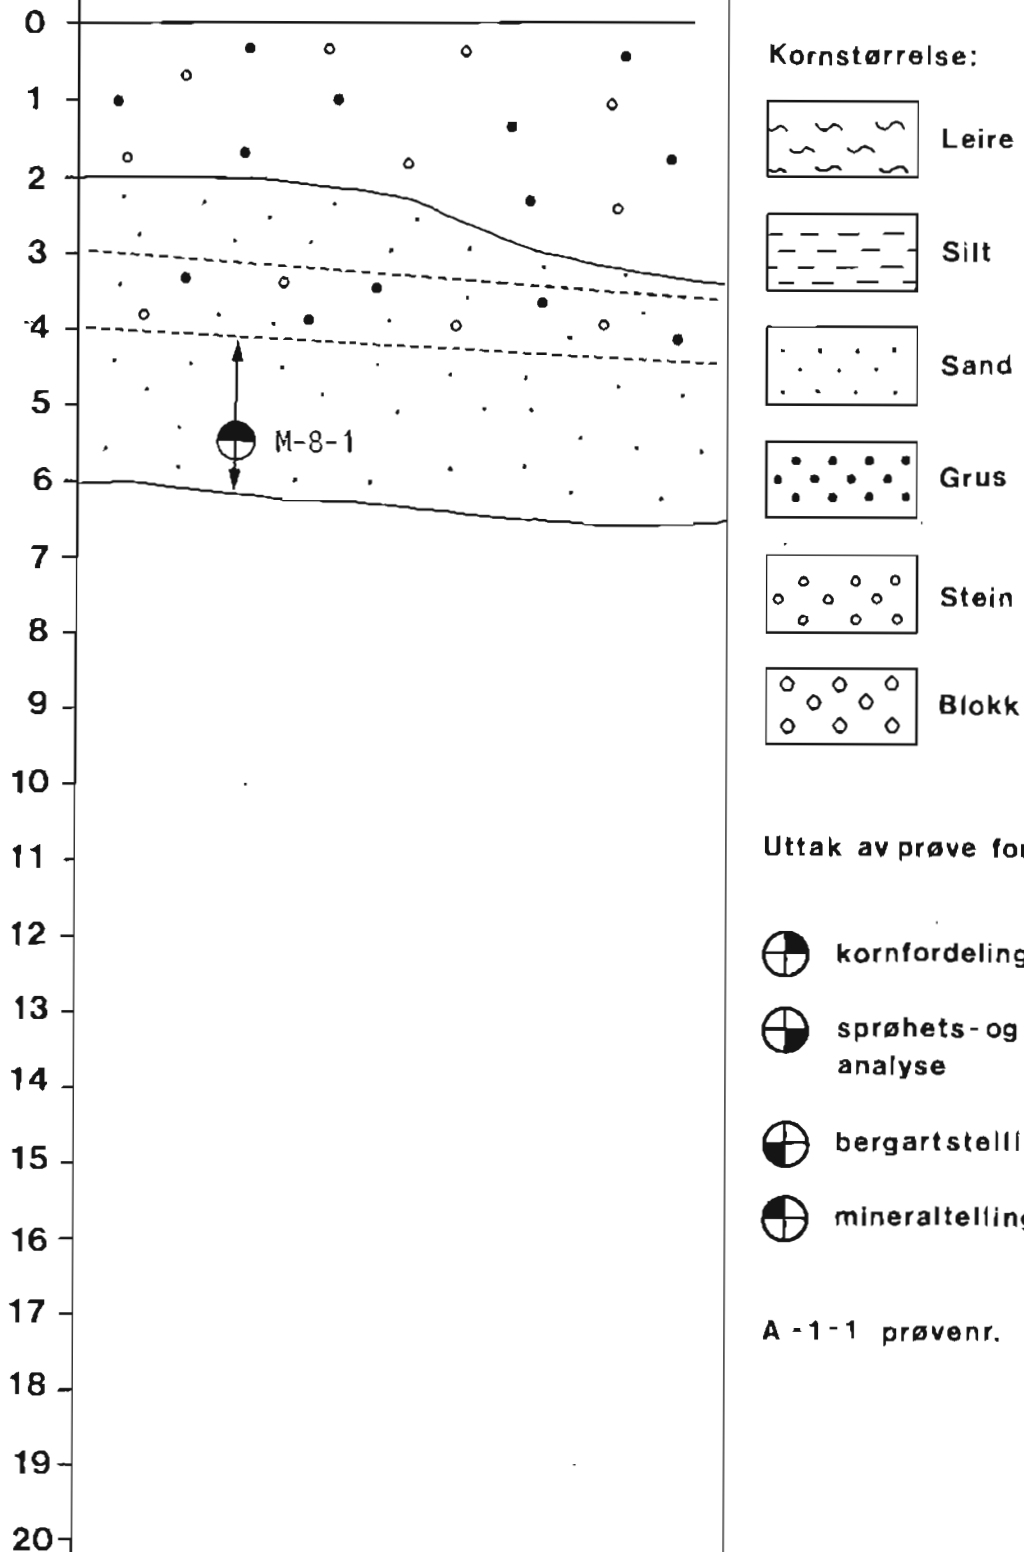 0
1
2
3
4
5
6
7
8
9
10
11
12
13
14
15
16
17
18
19
20
M-8-1
Kornstørrelse:
Leire
Silt
Sand
Grus
Stein
Blokk
Uttak av prøve for
kornfordeling
sprøhets-og
analyse
bergartstelli
mineraltelling
A-1-1 prøvenr.